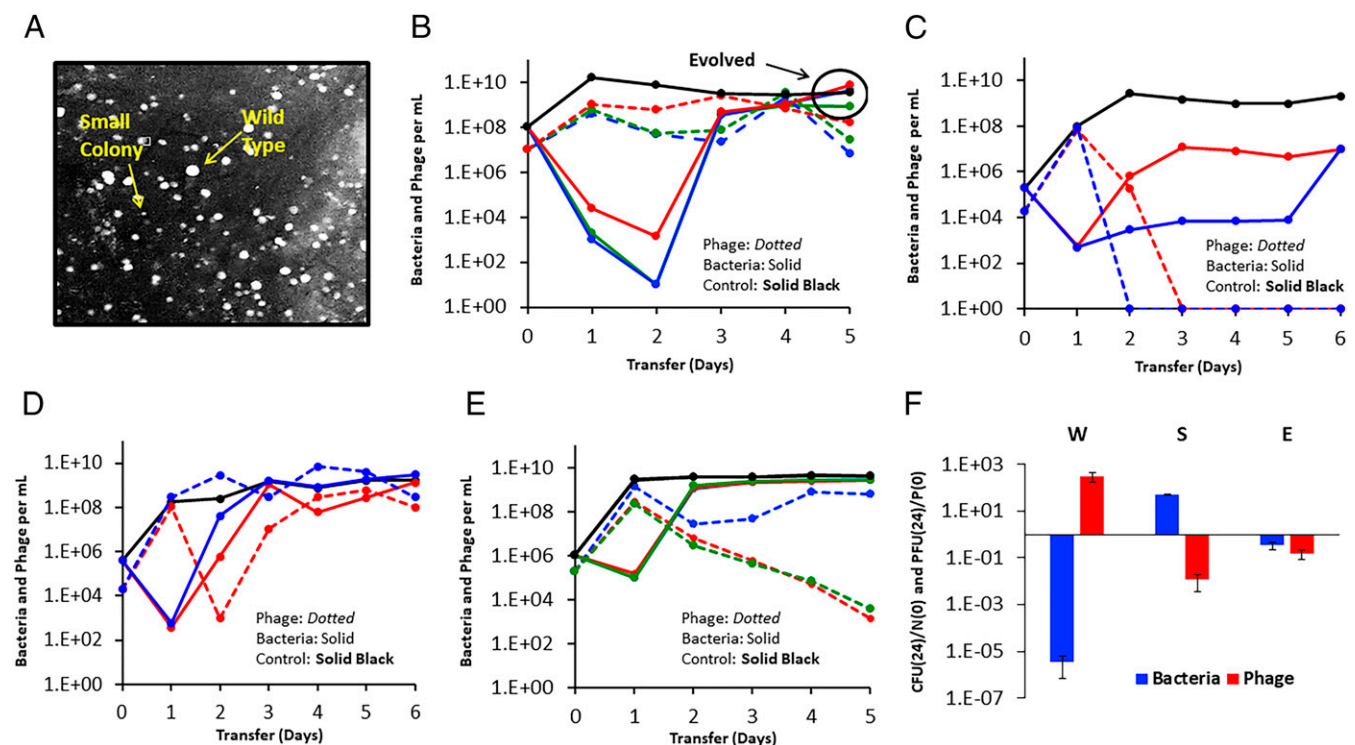 A
Small
Colony
Wild
Type
B
Evolved
Bacteria and Phage per mL
1.E+10
1.E+08
1.E+06
1.E+04
1.E+02
1.E+00
Phage: Dotted
Bacteria: Solid
Control: Solid Black
0 1 2 3 4 5
Transfer (Days)
C
Bacteria and Phage per mL
1.E+10
1.E+08
1.E+06
1.E+04
1.E+02
1.E+00
Phage: Dotted
Bacteria: Solid
Control: Solid Black
0 1 2 3 4 5 6
Transfer (Days)
D
Bacteria and Phage per mL
1.E+10
1.E+08
1.E+06
1.E+04
1.E+02
1.E+00
Phage: Dotted
Bacteria: Solid
Control: Solid Black
0 1 2 3 4 5 6
Transfer (Days)
E
Bacteria and Phage per mL
1.E+10
1.E+08
1.E+06
1.E+04
1.E+02
1.E+00
Phage: Dotted
Bacteria: Solid
Control: Solid Black
0 1 2 3 4 5
Transfer (Days)
F
W S E
CFU(24)/N(0) and PFU(24)/P(0)
1.E+03
1.E+01
1.E-01
1.E-03
1.E-05
1.E-07
Bacteria Phage